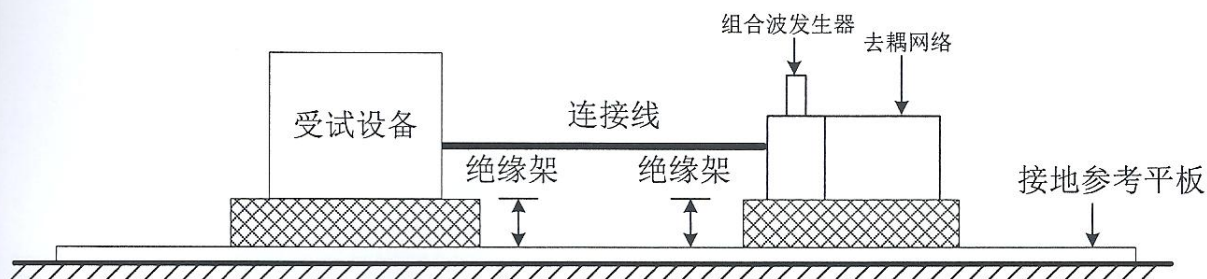 组合波发生器
去耦网络
受试设备
连接线
绝缘架
绝缘架
接地参考平板